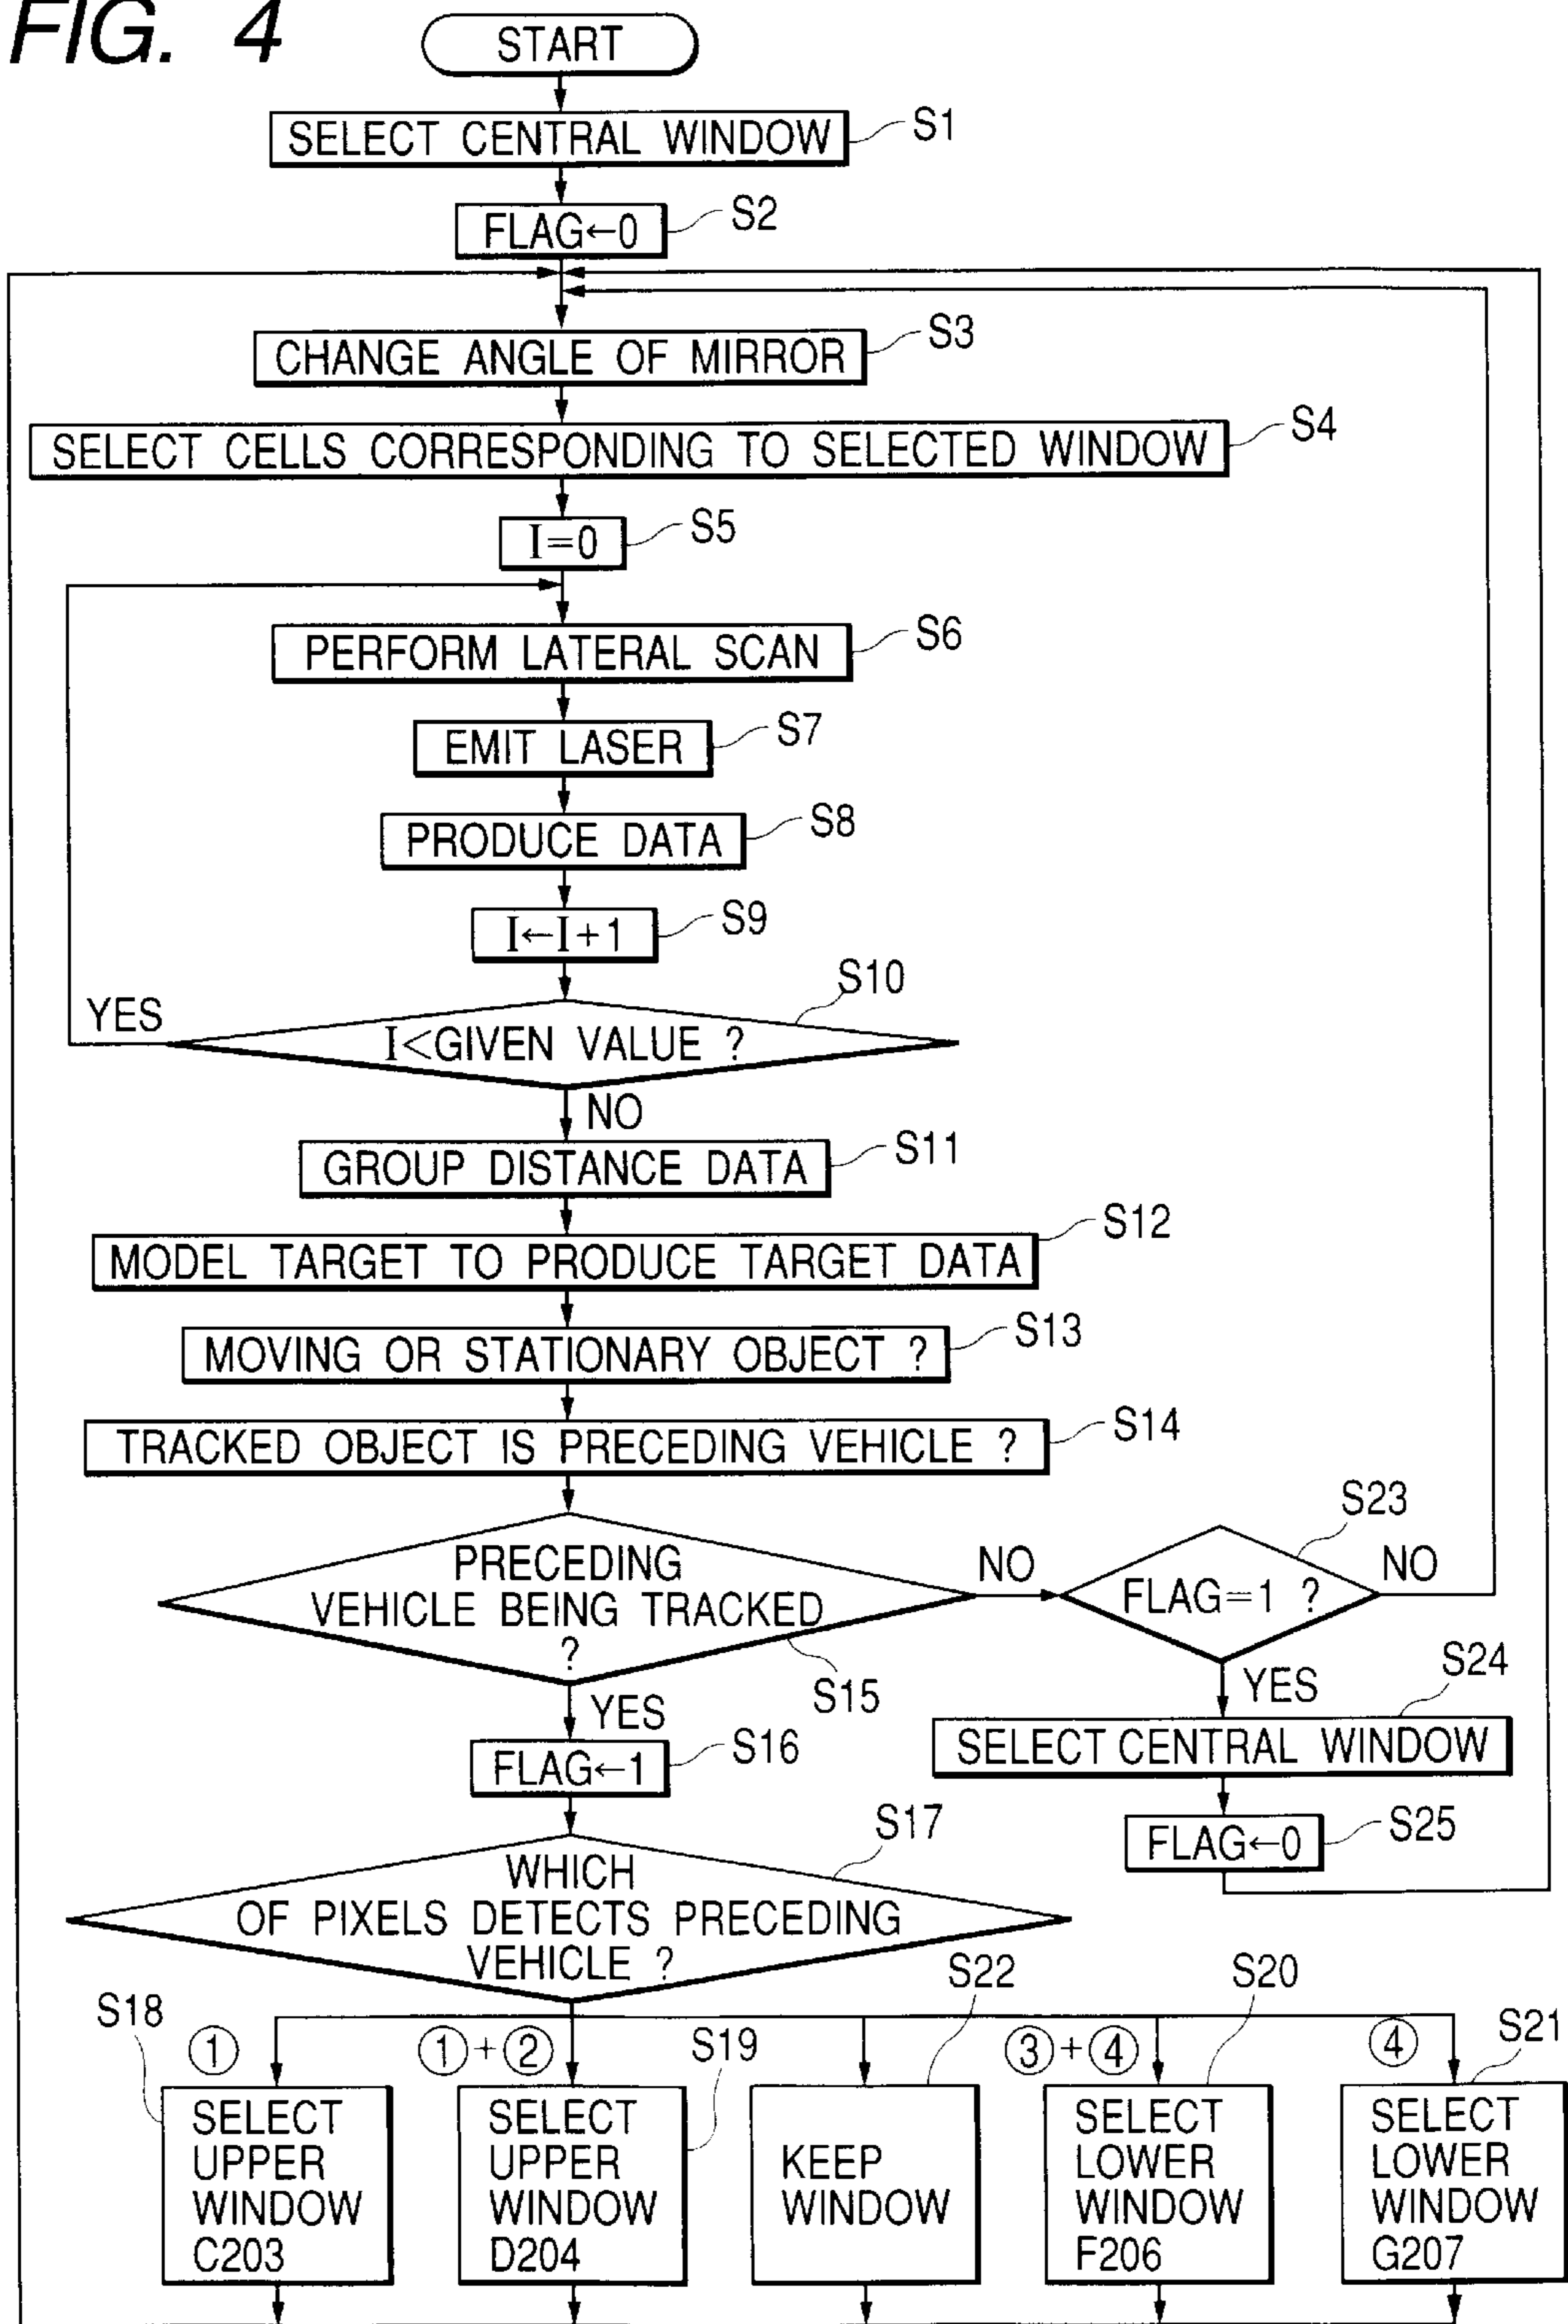 FIG. 4
START
SELECT CENTRAL WINDOW
S1
FLAG←0
S2
CHANGE ANGLE OF MIRROR
S3
SELECT CELLS CORRESPONDING TO SELECTED WINDOW
S4
I=0
S5
PERFORM LATERAL SCAN
S6
EMIT LASER
S7
PRODUCE DATA
S8
I←I+1
S9
S10
YES
I<GIVEN VALUE ?
NO
GROUP DISTANCE DATA
S11
MODEL TARGET TO PRODUCE TARGET DATA
S12
MOVING OR STATIONARY OBJECT ?
S13
TRACKED OBJECT IS PRECEDING VEHICLE ?
S14
PRECEDING
VEHICLE BEING TRACKED
?
S15
NO
S23
FLAG=1 ?
NO
YES
S24
SELECT CENTRAL WINDOW
FLAG←0
S25
YES
FLAG←1
S16
S17
WHICH
OF PIXELS DETECTS PRECEDING
VEHICLE ?
S18
①
SELECT
UPPER
WINDOW
C203
①+②
S19
SELECT
UPPER
WINDOW
D204
S22
KEEP
WINDOW
③+④
S20
SELECT
LOWER
WINDOW
F206
④
S21
SELECT
LOWER
WINDOW
G207